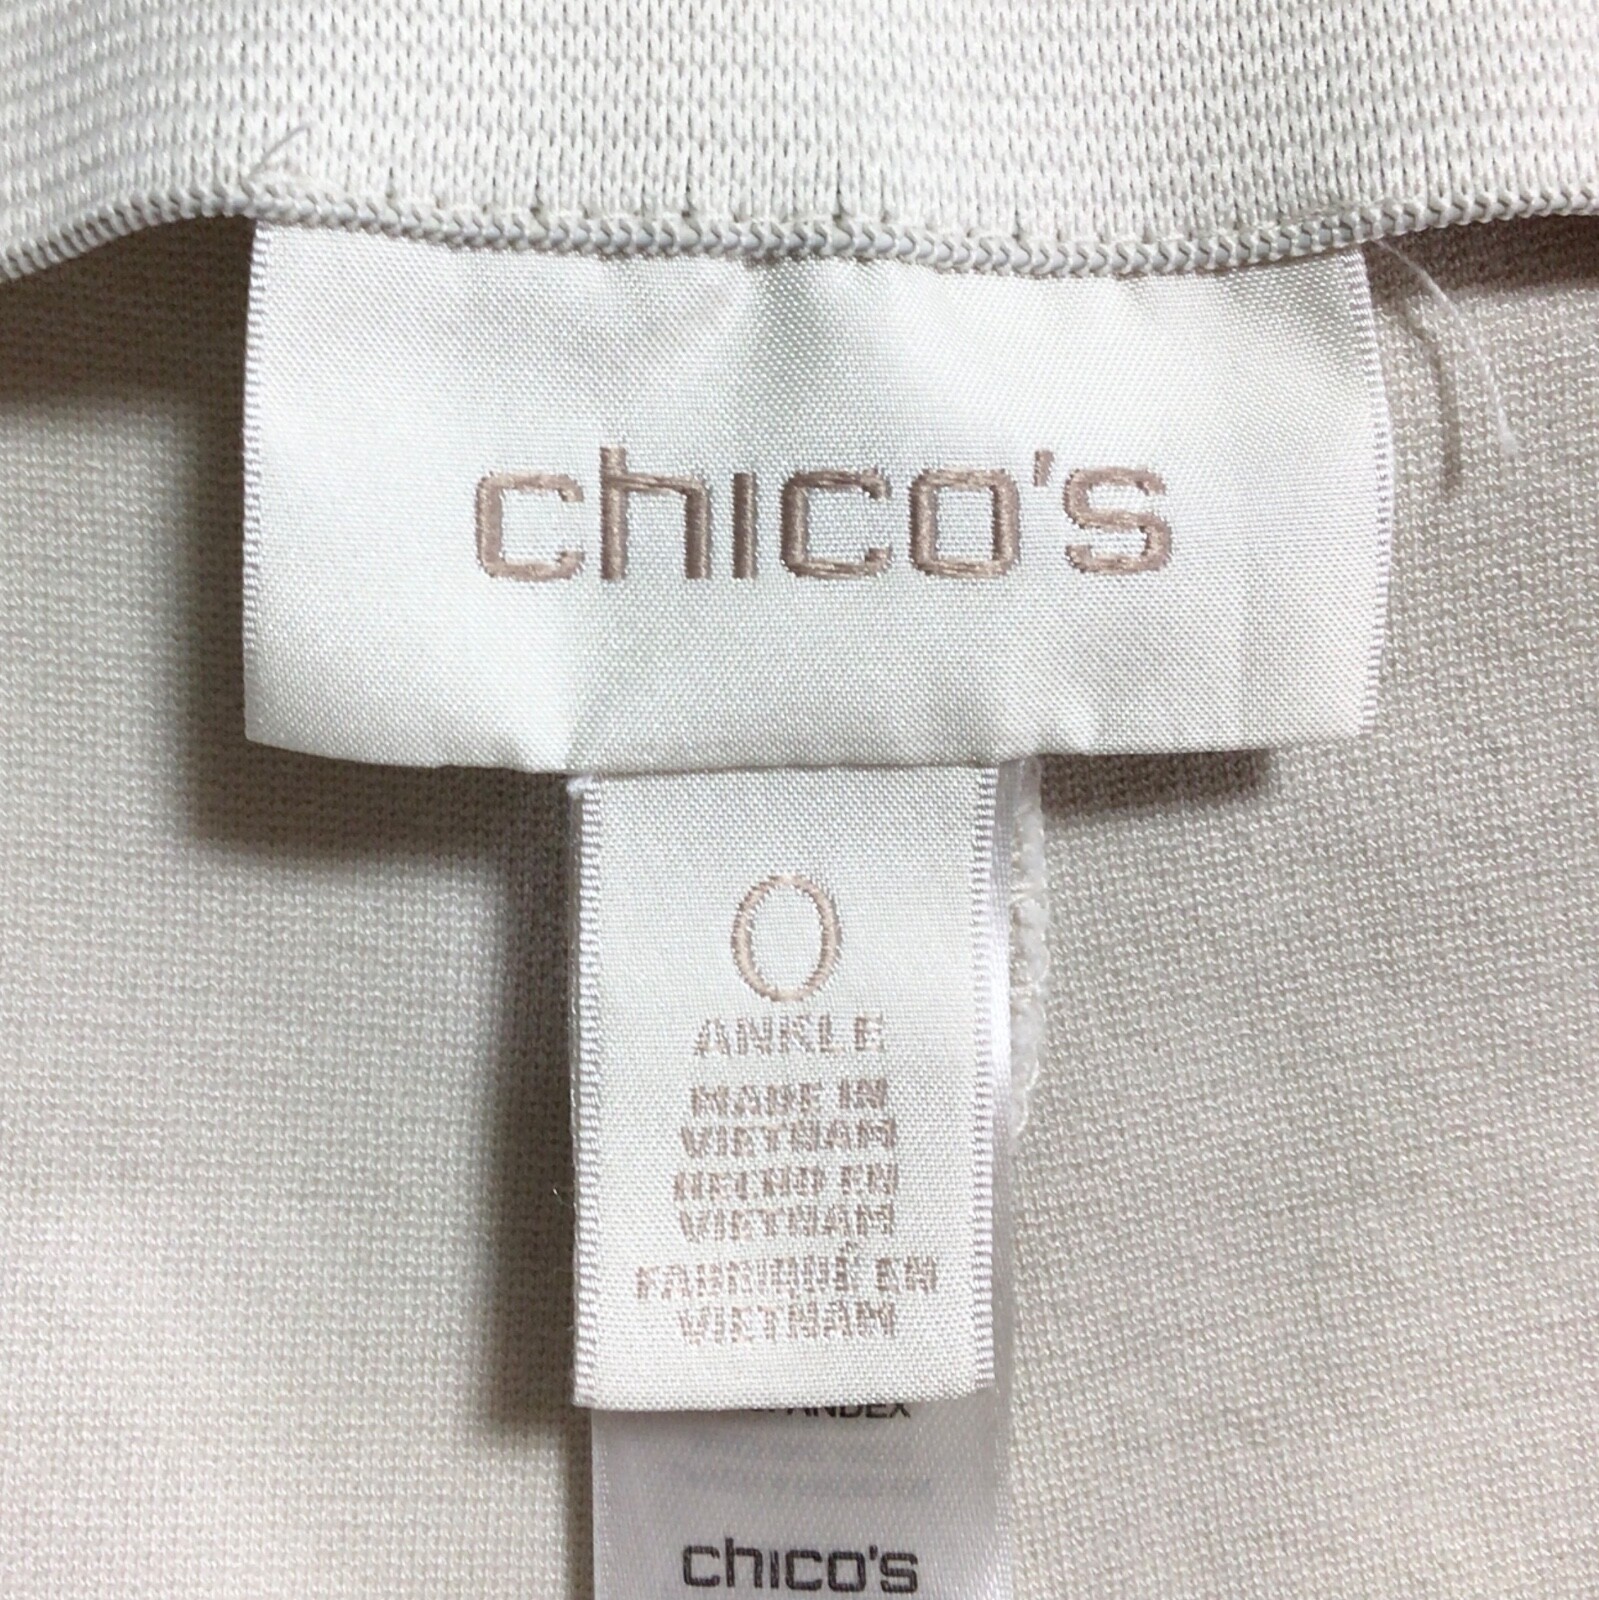 chico's
0
ANKLE
MADE IN
VIETNAM
HECHO EN
VIETNAM
FABRIQUÉ EN
VIETNAM
chico's